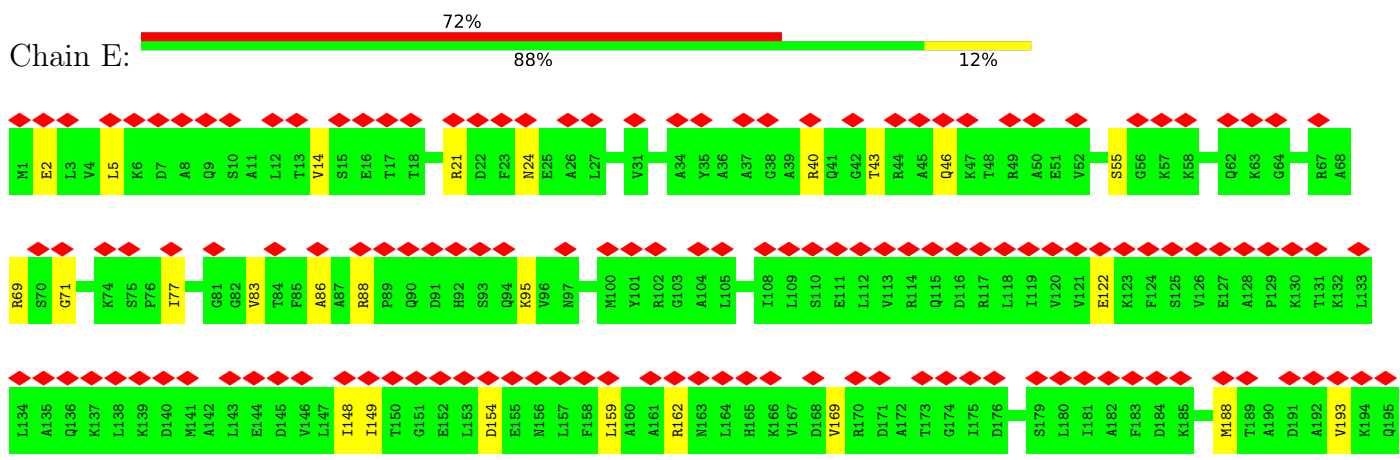 72%
Chain E:
88% 12%
M1 E2 L3 V4 L5 K6 D7 A8 Q9 S10 A11 L12 T13 V14 S15 E16 T17 T18 R21 D22 F23 N24 E25 A26 L27 V31 A34 Y35 A36 A37 G38 A39 R40 Q41 G42 T43 R44 A45 Q46 K47 T48 R49 A50 E51 V52 S55 G56 K57 K58 Q62 K63 G64 R67 A68
R69 S70 G71 K74 S75 P76 I77 G81 G82 V83 T84 F85 A86 A87 R88 P89 Q90 D91 H92 S93 Q94 K95 V96 N97 M100 Y101 R102 G103 A104 L105 I108 L109 S110 E111 L112 V113 R114 Q115 D116 R117 L118 I119 V120 V121 E122 K123 F124 S125 V126 E127 A128 P129 K130 T131 K132 L133
L134 A135 Q136 K137 L138 K139 D140 M141 A142 L143 E144 D145 V146 L147 I148 I149 T150 G151 E152 L153 D154 E155 N156 L157 F158 L159 A160 A161 R162 N163 L164 H165 K166 V167 D168 V169 R170 D171 A172 T173 G174 I175 D176 S179 L180 I181 A182 F183 D184 K185 M188 T189 A190 D191 A192 V193 K194 Q195